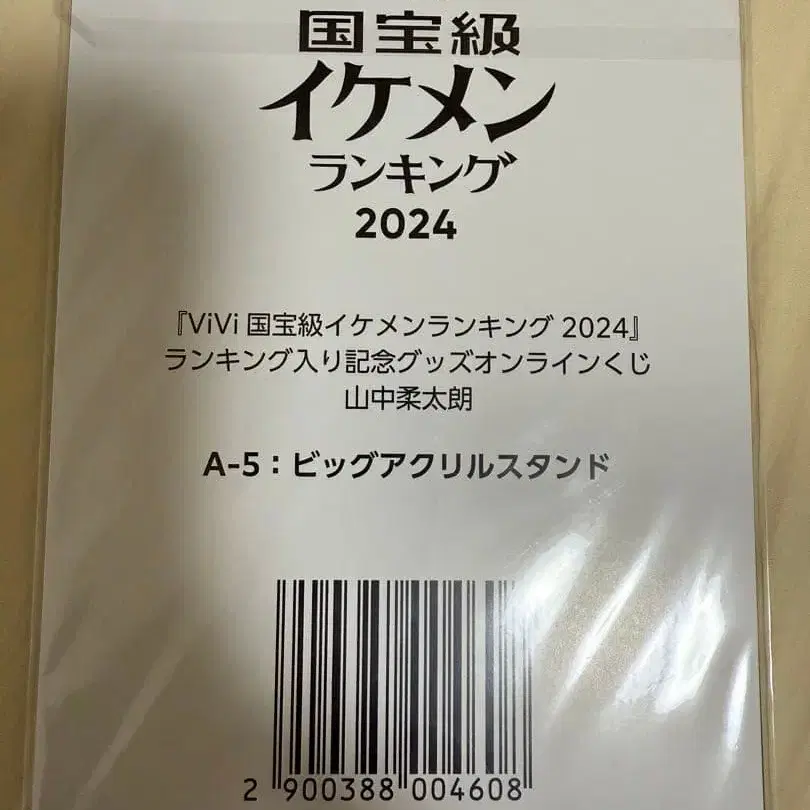 国宝級
イケメン
ランキング
2024
『ViVi 国宝級イケメンランキング 2024』
ランキング入り記念グッズオンラインくじ
山中柔太朗
A-5：ビッグアクリルスタンド
2 900388 004608